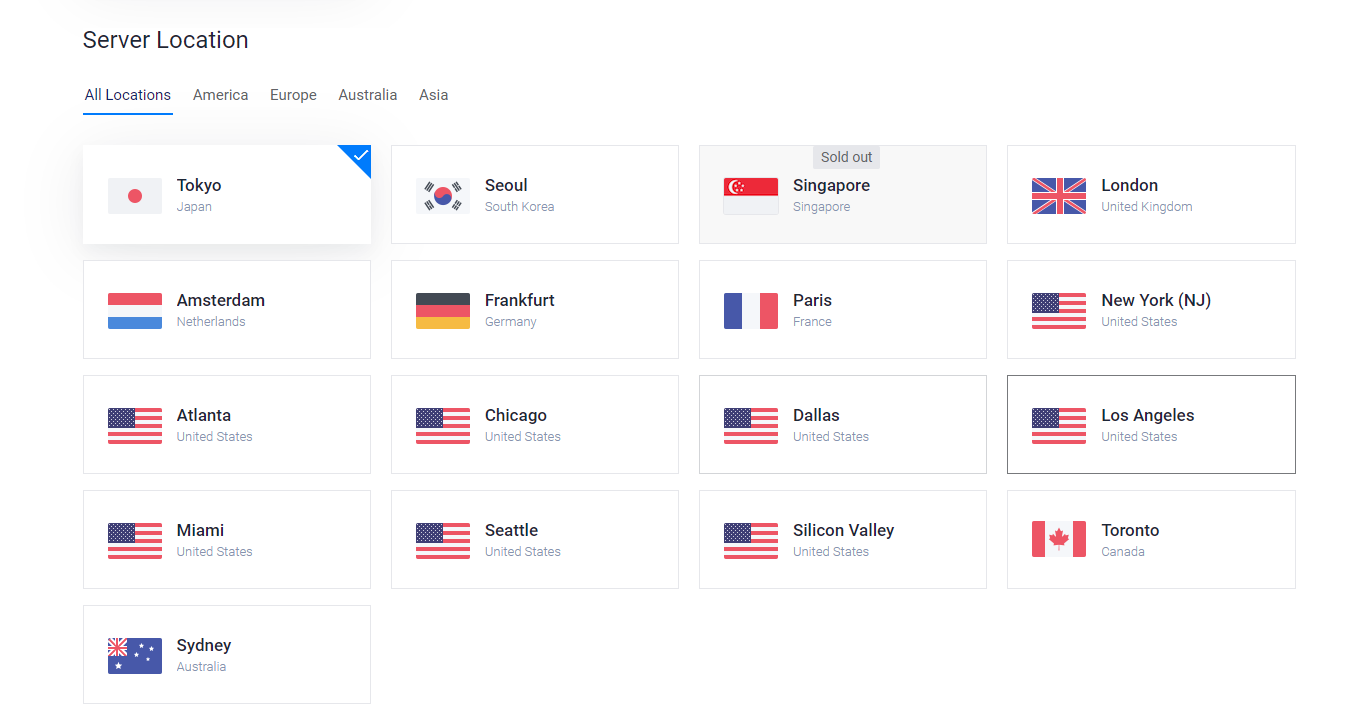 Server Location
All Locations America Europe Australia Asia
Tokyo
Japan
Seoul
South Korea
Sold out
Singapore
Singapore
London
United Kingdom
Amsterdam
Netherlands
Frankfurt
Germany
Paris
France
New York (NJ)
United States
Atlanta
United States
Chicago
United States
Dallas
United States
Los Angeles
United States
Miami
United States
Seattle
United States
Silicon Valley
United States
Toronto
Canada
Sydney
Australia